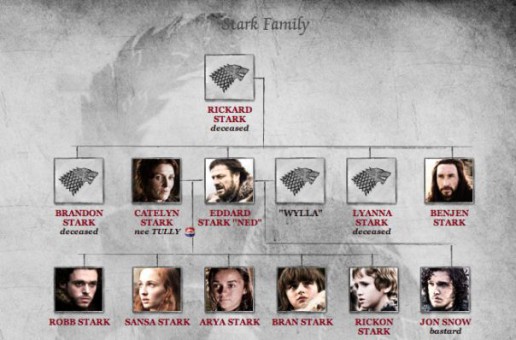 Stark Family
RICKARD
STARK
deceased
BRANDON
STARK
deceased
CATELYN
STARK
nee TULLY
EDDARD
STARK "NED"
"WYLLA"
LYANNA
STARK
deceased
BENJEN
STARK
ROBB STARK
SANSA STARK
ARYA STARK
BRAN STARK
RICKON
STARK
JON SNOW
bastard